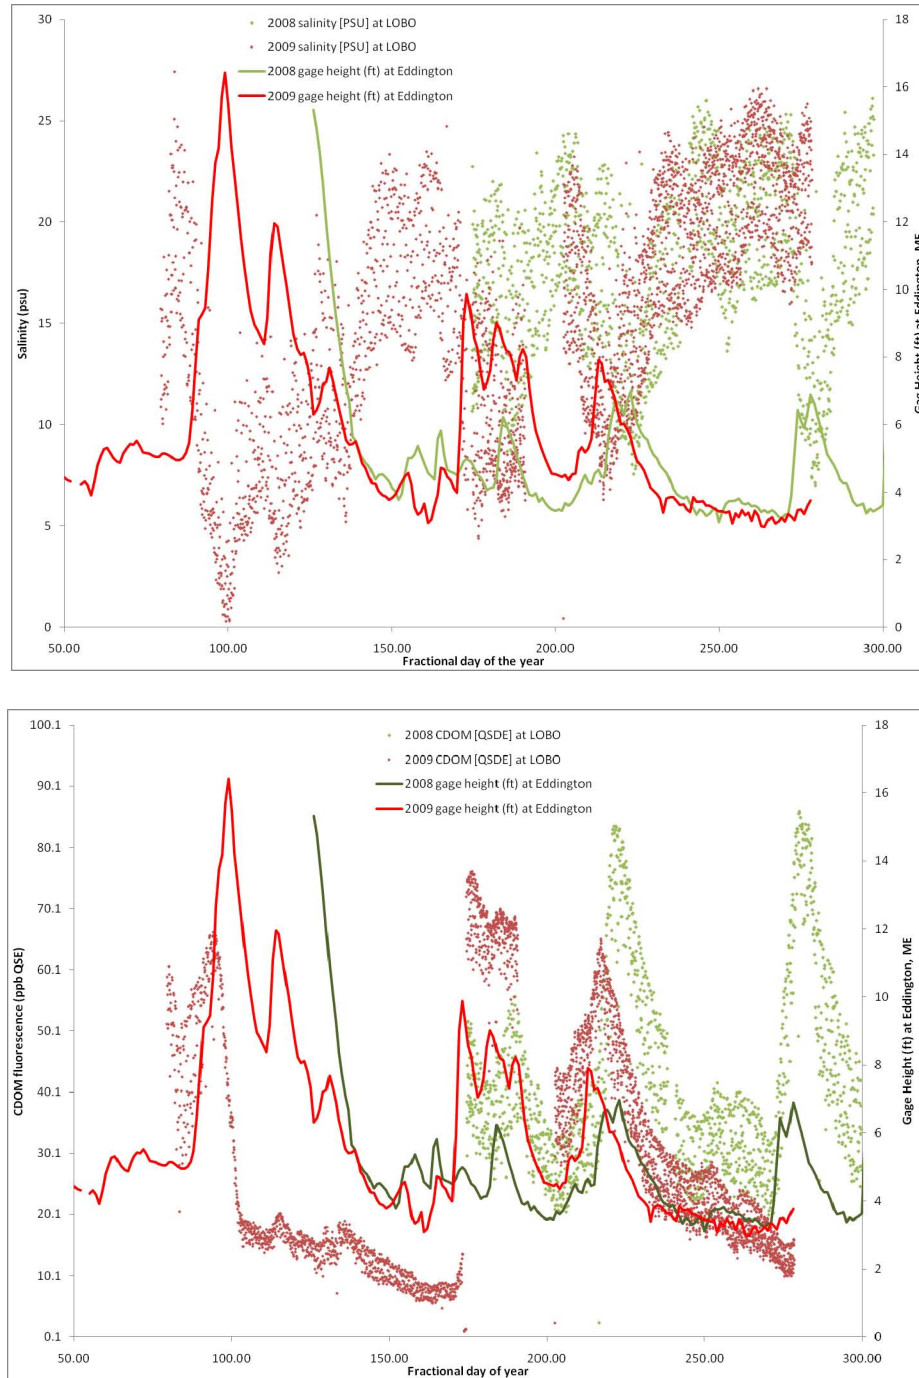 30
25
20
15
10
5
0
Salinity (psu)
2008 salinity [PSU] at LOBO
2009 salinity [PSU] at LOBO
2008 gage height (ft) at Eddington
2009 gage height (ft) at Eddington
18
16
14
12
10
8
6
4
2
0
50.00 100.00 150.00 200.00 250.00 300.00
Fractional day of the year
100.1
90.1
80.1
70.1
60.1
50.1
40.1
30.1
20.1
10.1
0.1
CDOM fluorescence (ppb QSE)
2008 CDOM [QSDE] at LOBO
2009 CDOM [QSDE] at LOBO
2008 gage height (ft) at Eddington
2009 gage height (ft) at Eddington
18
16
14
12
10
8
6
4
2
0
Gage Height (ft) at Eddington, ME
50.00 100.00 150.00 200.00 250.00 300.00
Fractional day of year